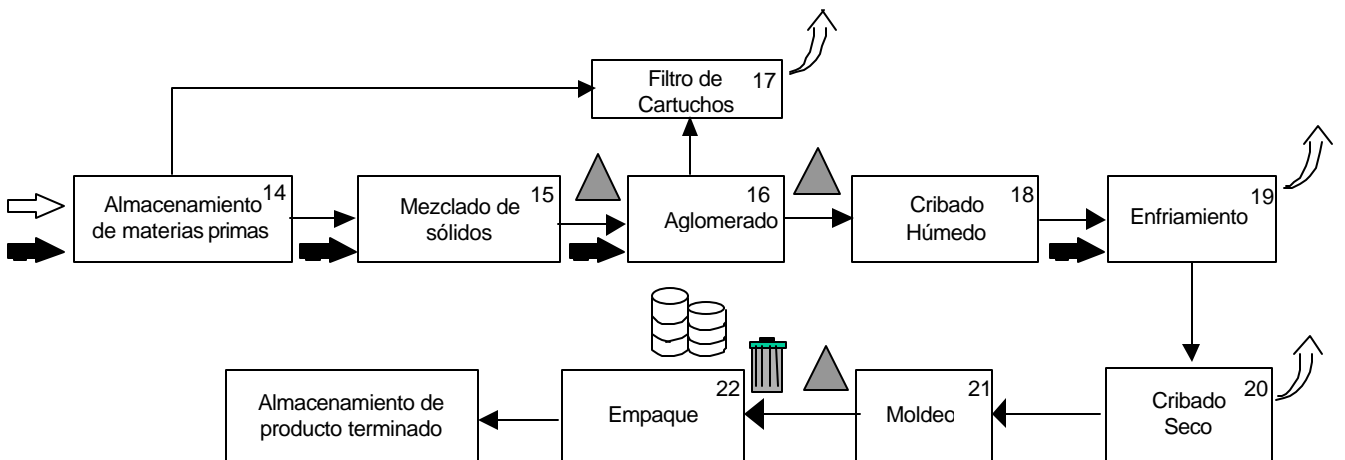 Filtro de
Cartuchos
17
Almacenamiento
de materias primas
14
Mezclado de
sólidos
15
Aglomerado
16
Cribado
Húmedo
18
Enfriamiento
19
Almacenamiento de
producto terminado
Empaque
22
Moldeo
21
Cribado
Seco
20